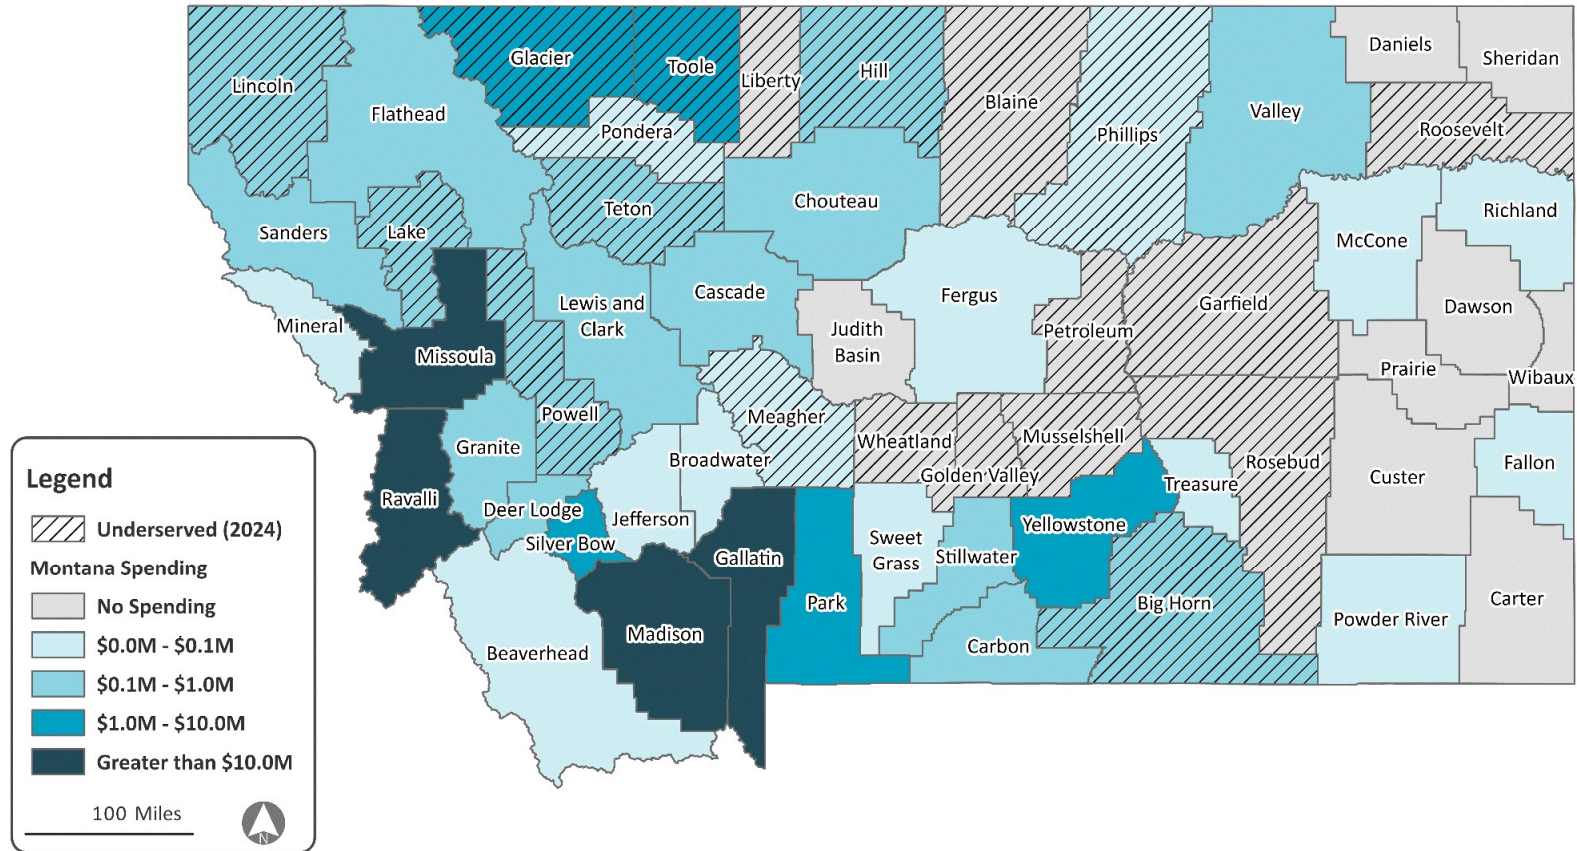 Glacier
Toole
Liberty
Hill
Blaine
Phillips
Valley
Daniels
Sheridan
Roosevelt
Lincoln
Flathead
Pondera
Teton
Chouteau
Richland
McCone
Sanders
Lake
Lewis and
Clark
Cascade
Fergus
Garfield
Dawson
Mineral
Missoula
Judith
Basin
Petroleum
Prairie
Wibaux
Powell
Meagher
Granite
Broadwater
Wheatland
Golden Valley
Musselshell
Rosebud
Treasure
Custer
Fallon
Ravalli
Deer Lodge
Silver Bow
Jefferson
Gallatin
Park
Sweet
Grass
Stillwater
Yellowstone
Big Horn
Carbon
Powder River
Carter
Beaverhead
Madison
Legend
Underserved (2024)
Montana Spending
No Spending
$0.0M - $0.1M
$0.1M - $1.0M
$1.0M - $10.0M
Greater than $10.0M
100 Miles
N